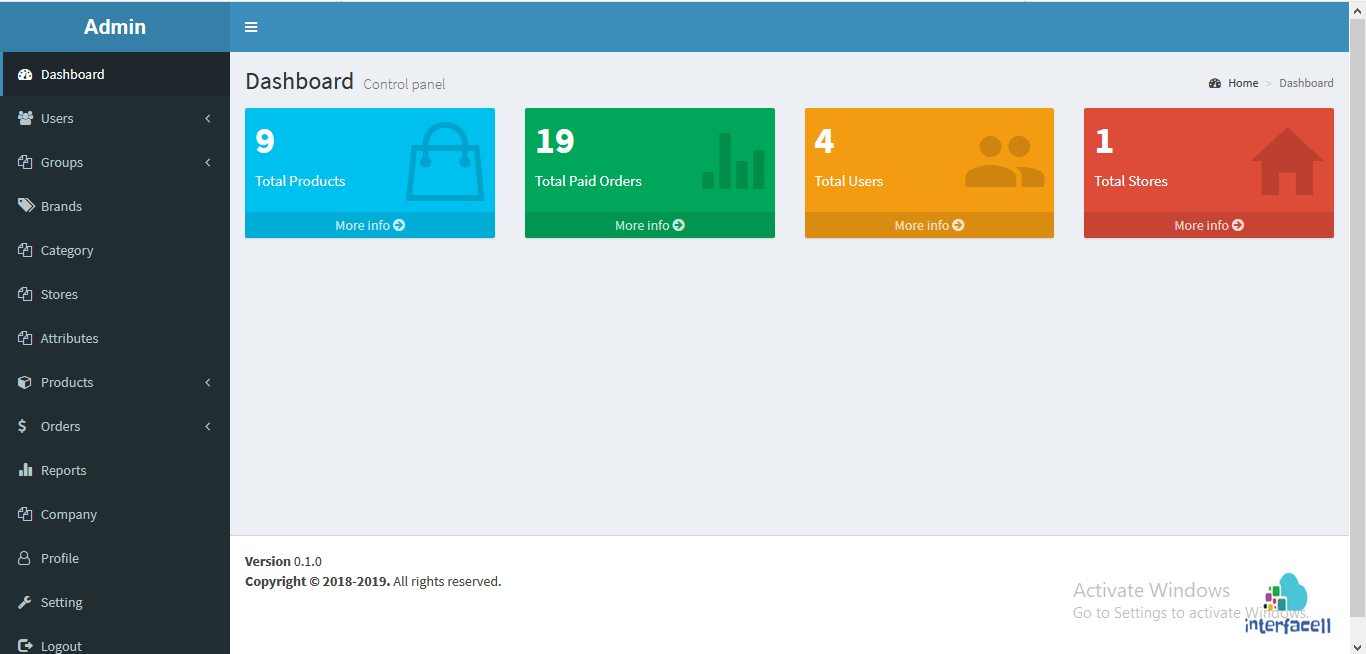 Admin
Dashboard
Users
Groups
Brands
Category
Stores
Attributes
Products
Orders
Reports
Company
Profile
Setting
Logout
Dashboard Control panel
Home > Dashboard
9
Total Products
More info
19
Total Paid Orders
More info
4
Total Users
More info
1
Total Stores
More info
Version 0.1.0
Copyright © 2018-2019. All rights reserved.
Activate Windows
Go to Settings to activate Windows.
interfacell